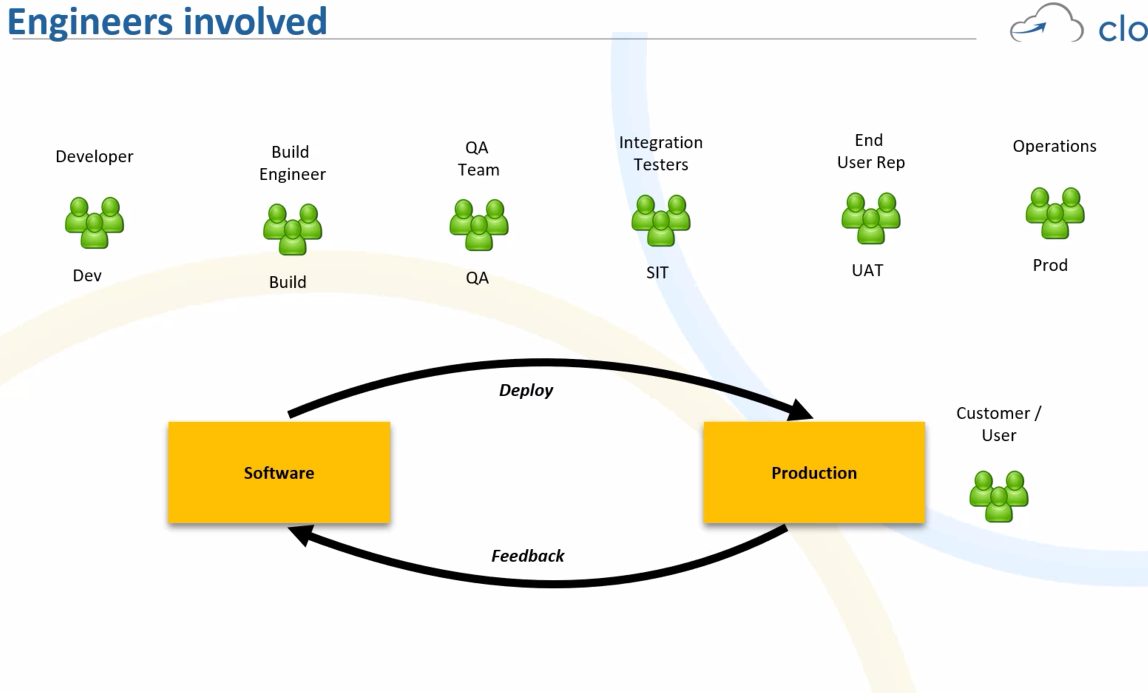 Engineers involved
clo
Developer
Build
Engineer
QA
Team
Integration
Testers
End
User Rep
Operations
Dev
Build
QA
SIT
UAT
Prod
Deploy
Software
Production
Customer /
User
Feedback